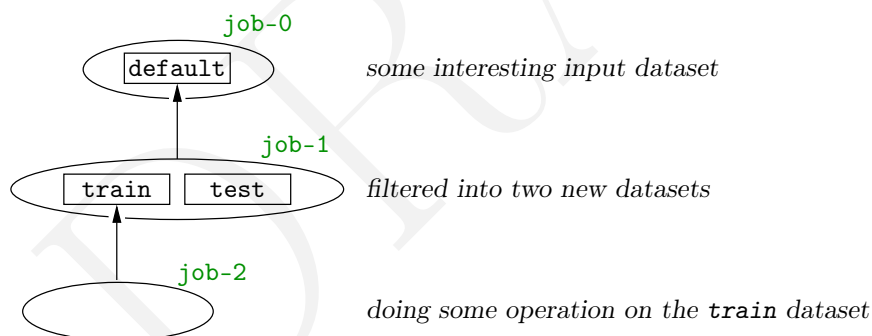 job-0
default
some interesting input dataset
job-1
train test
filtered into two new datasets
job-2
doing some operation on the train dataset